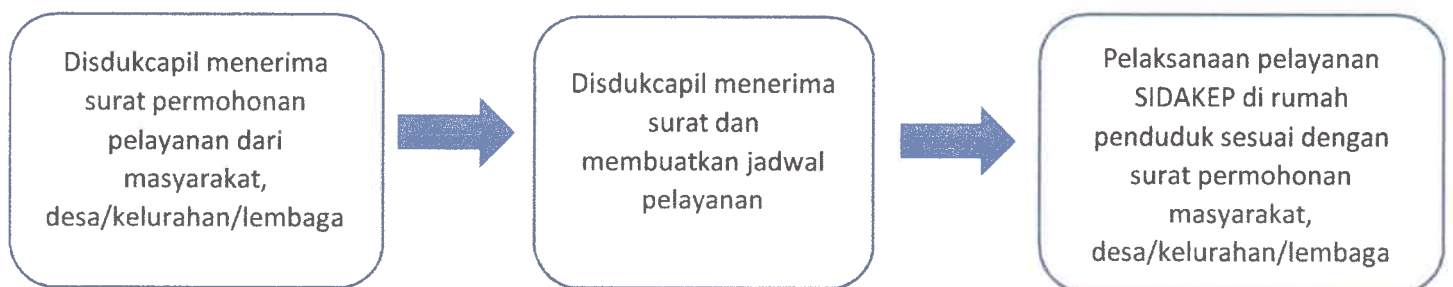 Disdukcapil menerima
surat permohonan
pelayanan dari
masyarakat,
desa/kelurahan/lembaga
Disdukcapil menerima
surat dan
membuatkan jadwal
pelayanan
Pelaksanaan pelayanan
SIDAKEP di rumah
penduduk sesuai dengan
surat permohonan
masyarakat,
desa/kelurahan/lembaga